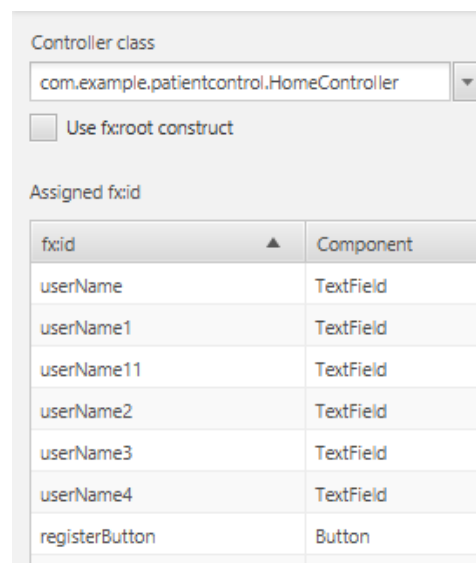 Controller class
com.example.patientcontrol.HomeController
Use fx:root construct
Assigned fx:id
fx:id Component
userName TextField
userName1 TextField
userName11 TextField
userName2 TextField
userName3 TextField
userName4 TextField
registerButton Button